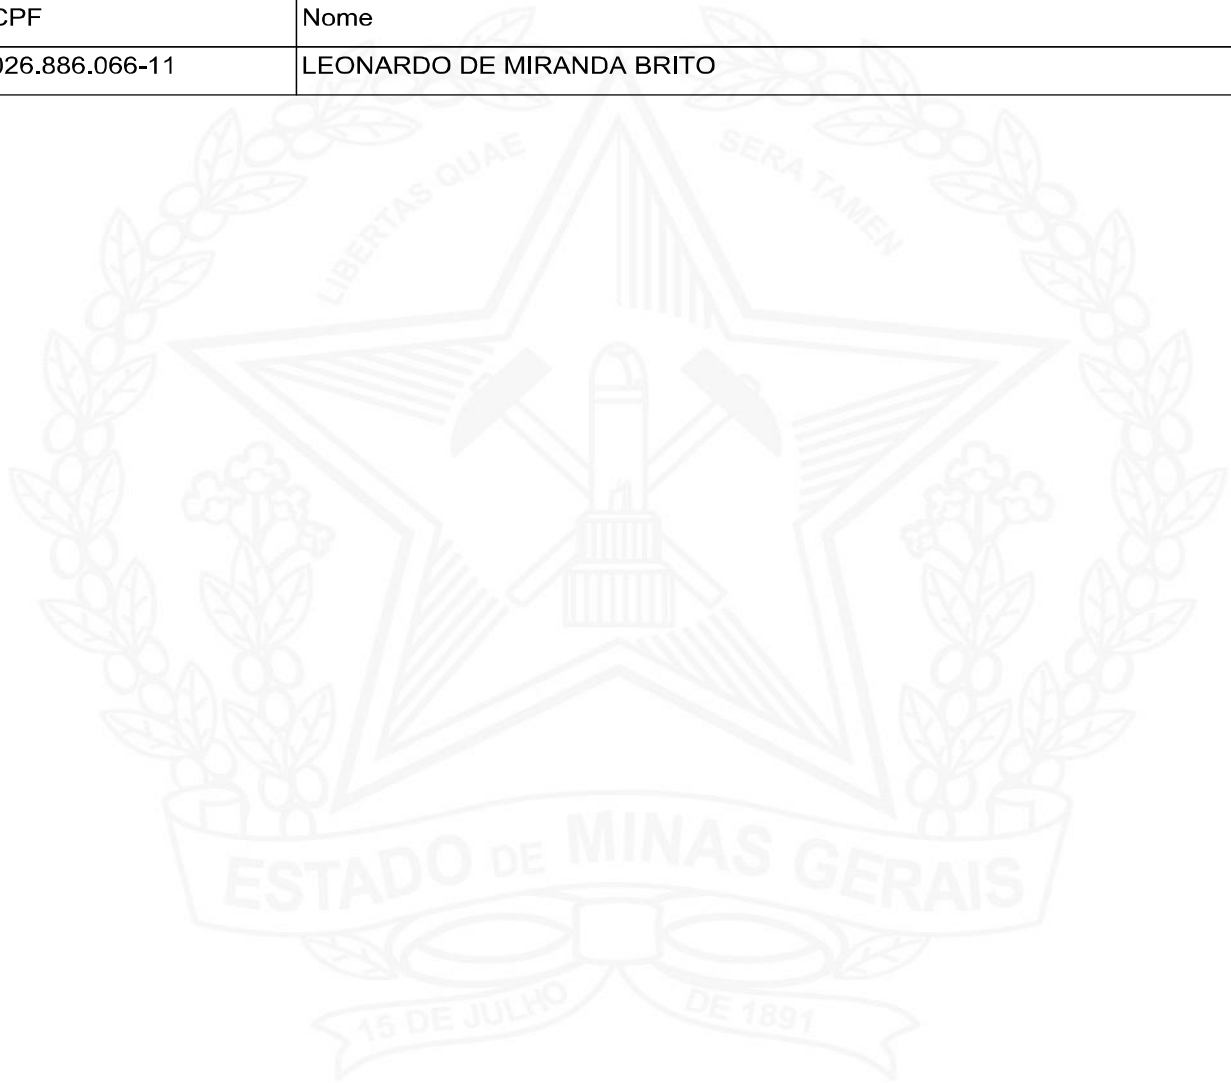 CPF Nome
026.886.066-11 LEONARDO DE MIRANDA BRITO
LIBERTAS QUAE SERA TAMEN
ESTADO DE MINAS GERAIS
15 DE JULHO DE 1891